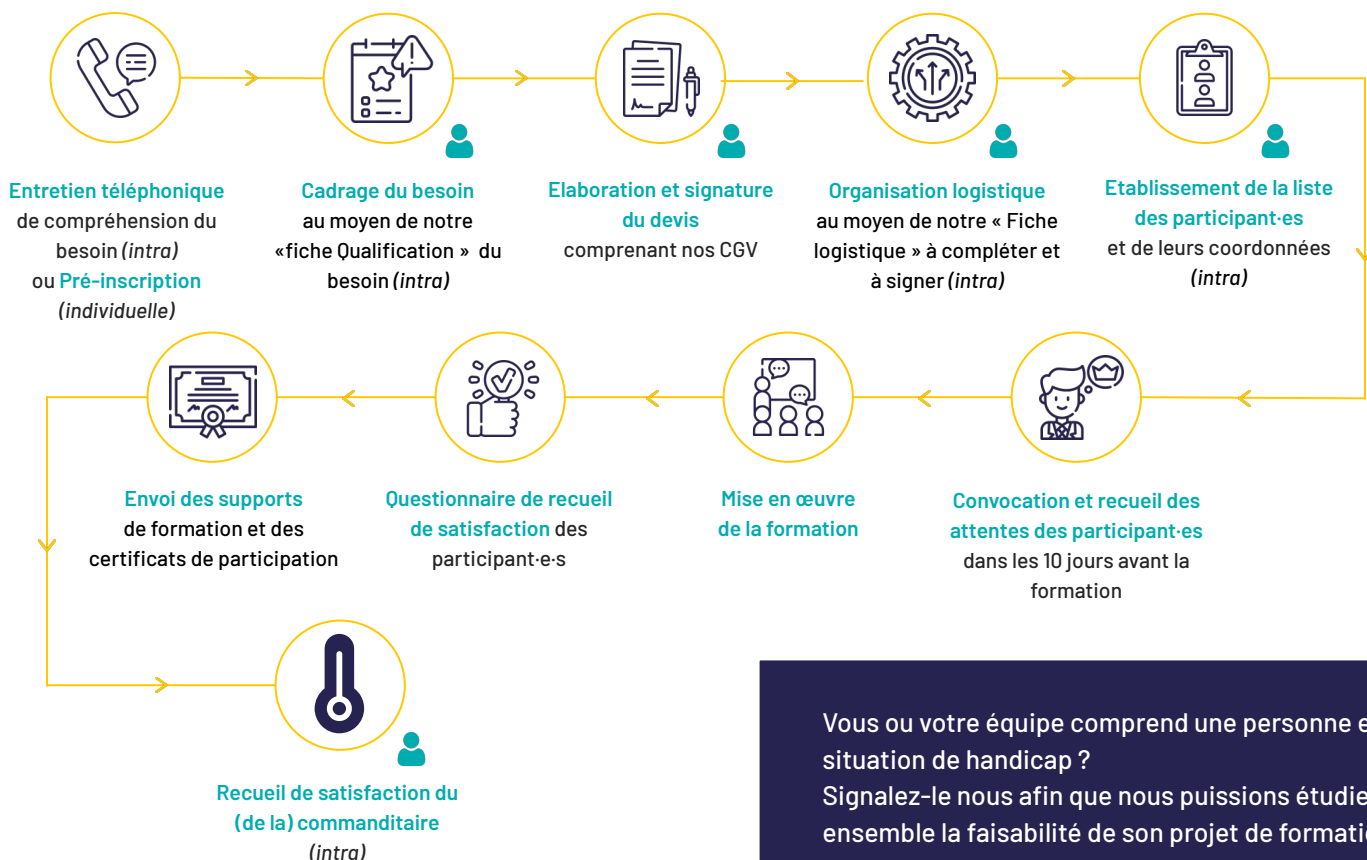 Entretien téléphonique
de compréhension du
besoin (intra)
ou Pré-inscription
(individuelle)
Cadrage du besoin
au moyen de notre
«fiche Qualification » du
besoin (intra)
Elaboration et signature
du devis
comprenant nos CGV
Organisation logistique
au moyen de notre « Fiche
logistique » à compléter et
à signer (intra)
Etablissement de la liste
des participant·es
et de leurs coordonnées
(intra)
Envoi des supports
de formation et des
certificats de participation
Questionnaire de recueil
de satisfaction des
participant·e·s
Mise en œuvre
de la formation
Convocation et recueil des
attentes des participant·es
dans les 10 jours avant la
formation
Recueil de satisfaction du
(de la) commanditaire
(intra)
Vous ou votre équipe comprend une personne e
situation de handicap ?
Signalez-le nous afin que nous puissions étudie
ensemble la faisabilité de son projet de formatio